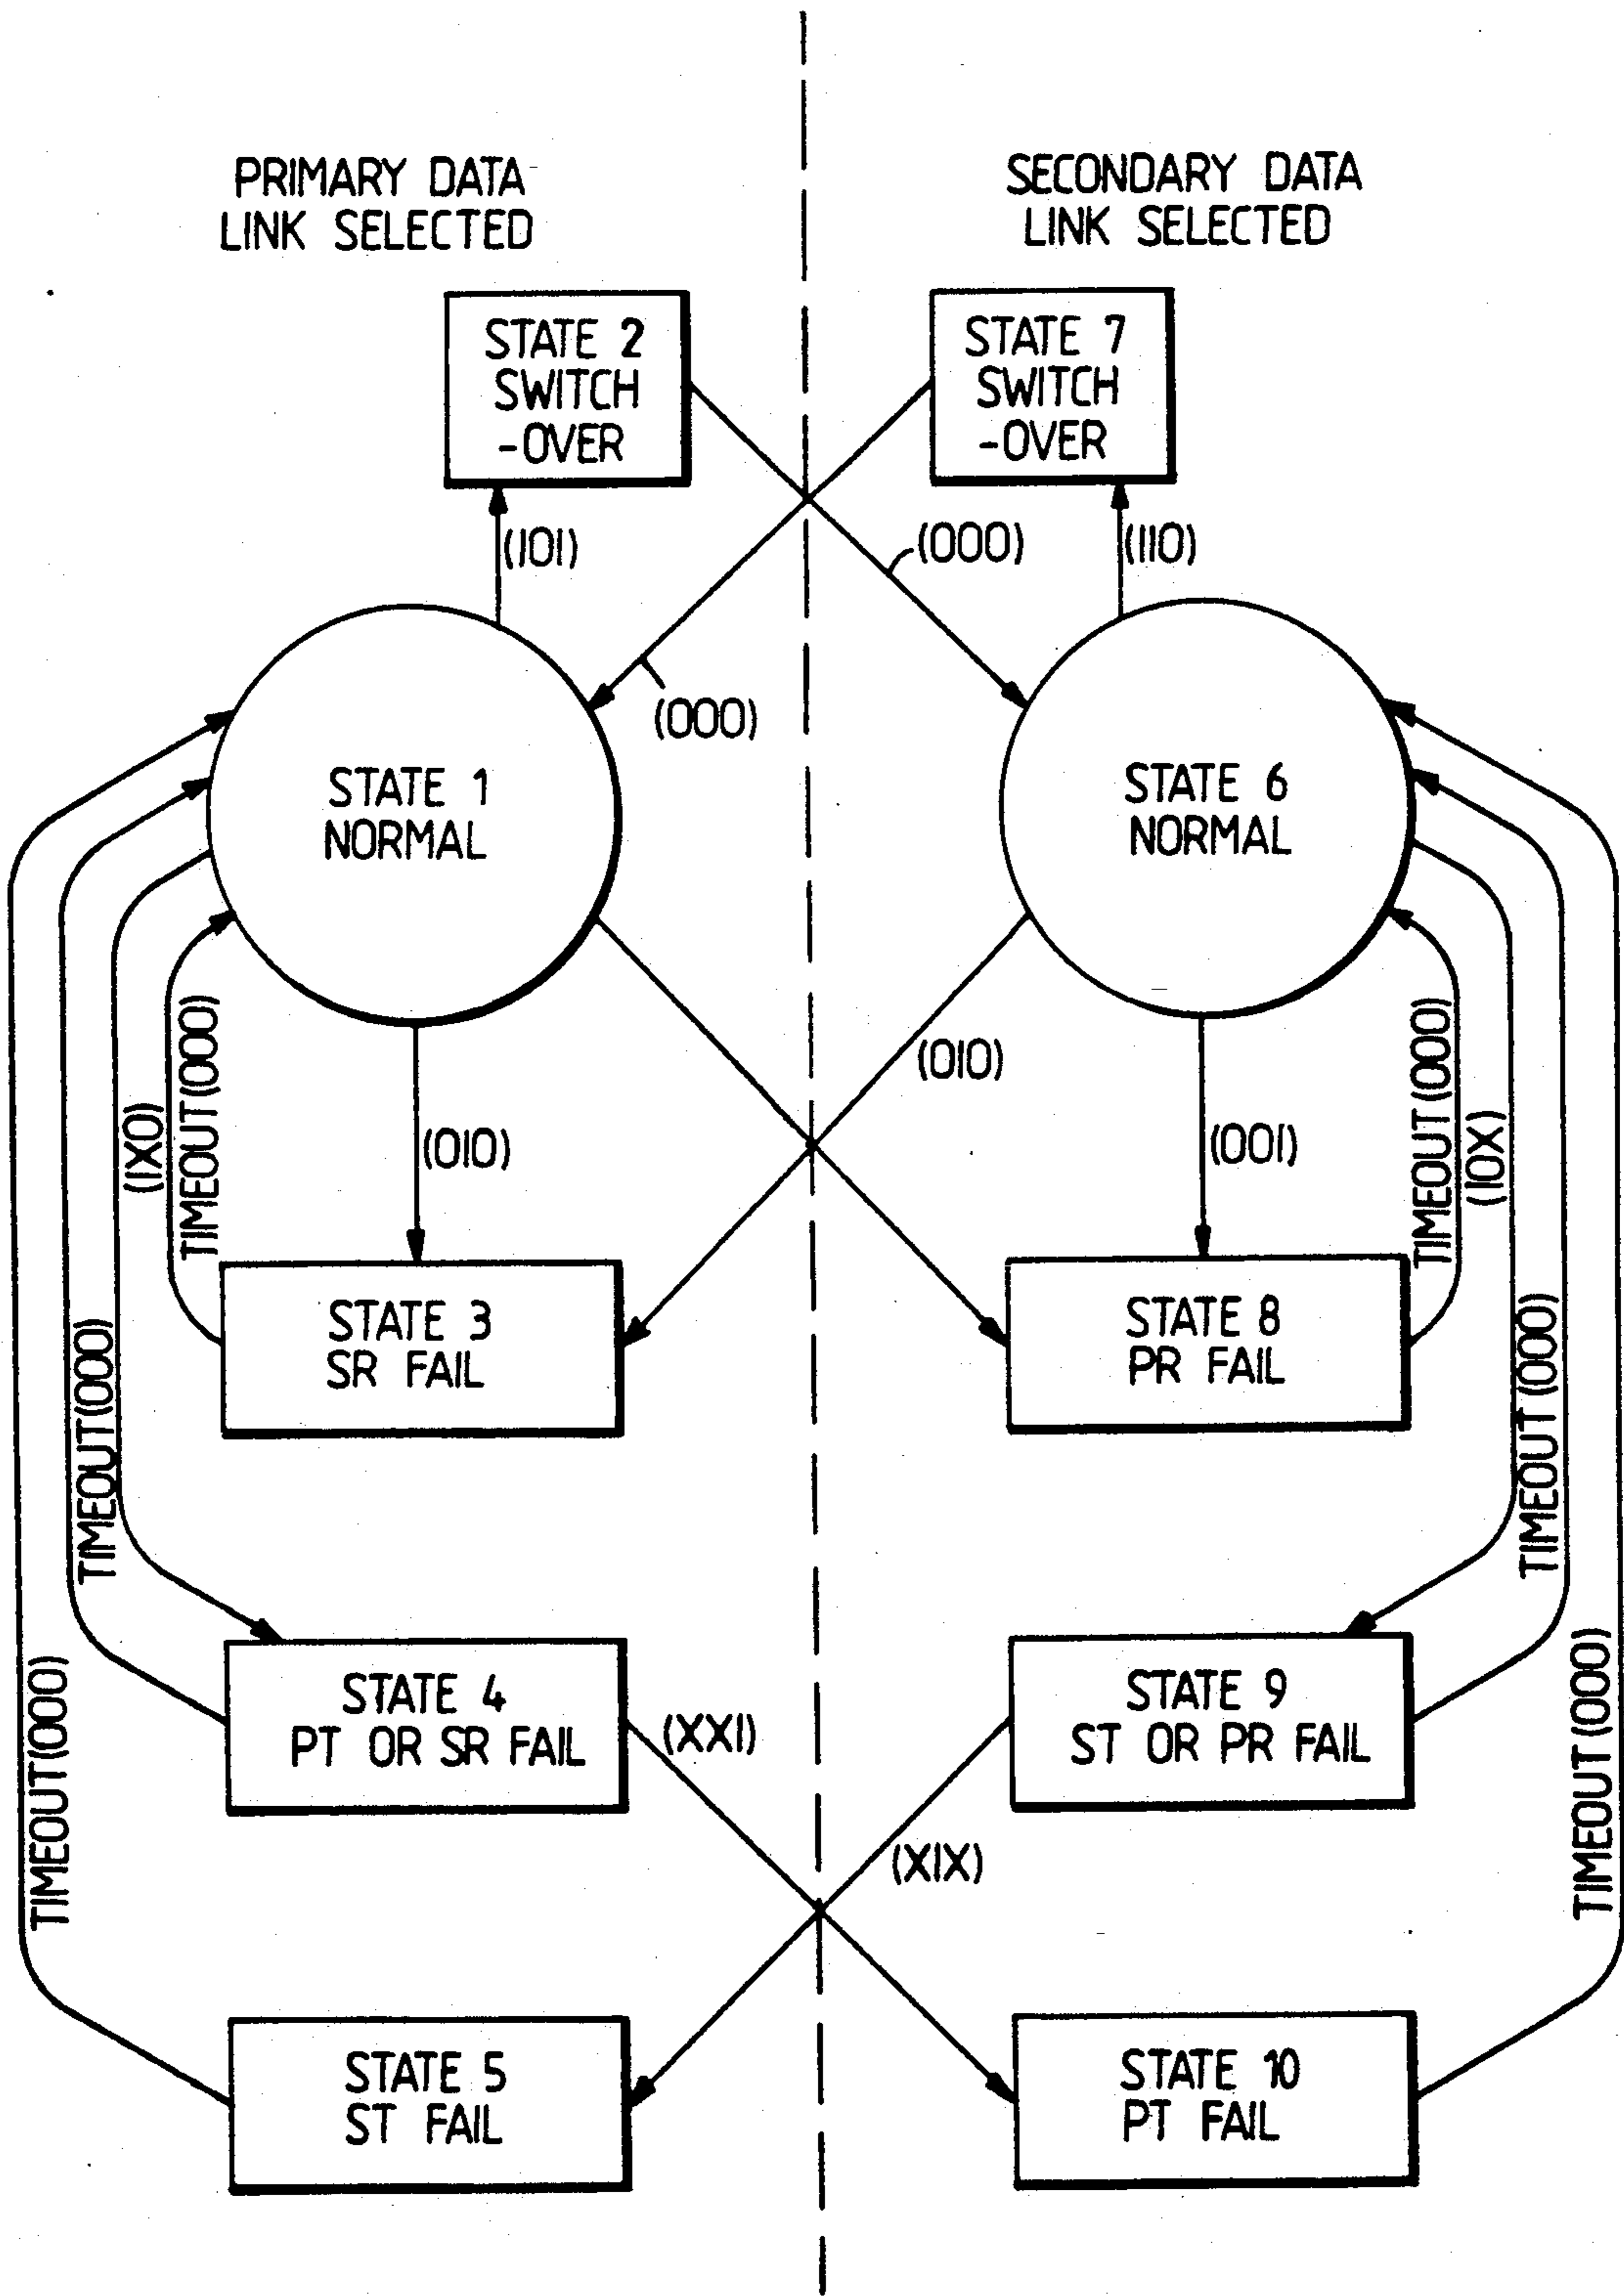 PRIMARY DATA
LINK SELECTED
SECONDARY DATA
LINK SELECTED
STATE 2
SWITCH
-OVER
STATE 7
SWITCH
-OVER
(101)
(000)
(110)
(000)
STATE 1
NORMAL
STATE 6
NORMAL
(1X0)
TIMEOUT(000)
(010)
(010)
(001)
TIMEOUT(000)
(10X)
STATE 3
SR FAIL
STATE 8
PR FAIL
TIMEOUT(000)
TIMEOUT (000)
STATE 4
PT OR SR FAIL
(XX1)
STATE 9
ST OR PR FAIL
TIMEOUT(000)
(X1X)
TIMEOUT(000)
STATE 5
ST FAIL
STATE 10
PT FAIL